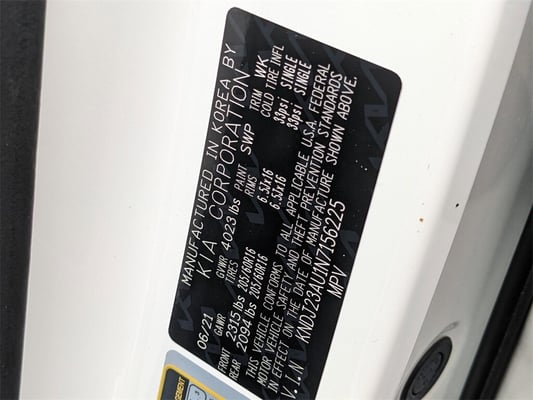 MANUFACTURED IN KOREA BY
KIA CORPORATION
06/21 GVWR 4023 lbs PAINT SWP TRIM WK
GAWR TIRES RIMS COLD TIRE INFL
FRONT 2315 lbs 205/60R16 6.5Jx16 33psi SINGLE
REAR 2094 lbs 205/60R16 6.5Jx16 33psi SINGLE
THIS VEHICLE CONFORMS TO ALL APPLICABLE U.S.A. FEDERAL
MOTOR VEHICLE SAFETY AND THEFT PREVENTION STANDARDS
IN EFFECT ON THE DATE OF MANUFACTURE SHOWN ABOVE.
V.I.N KNDJ23AU1N7156225
MPV